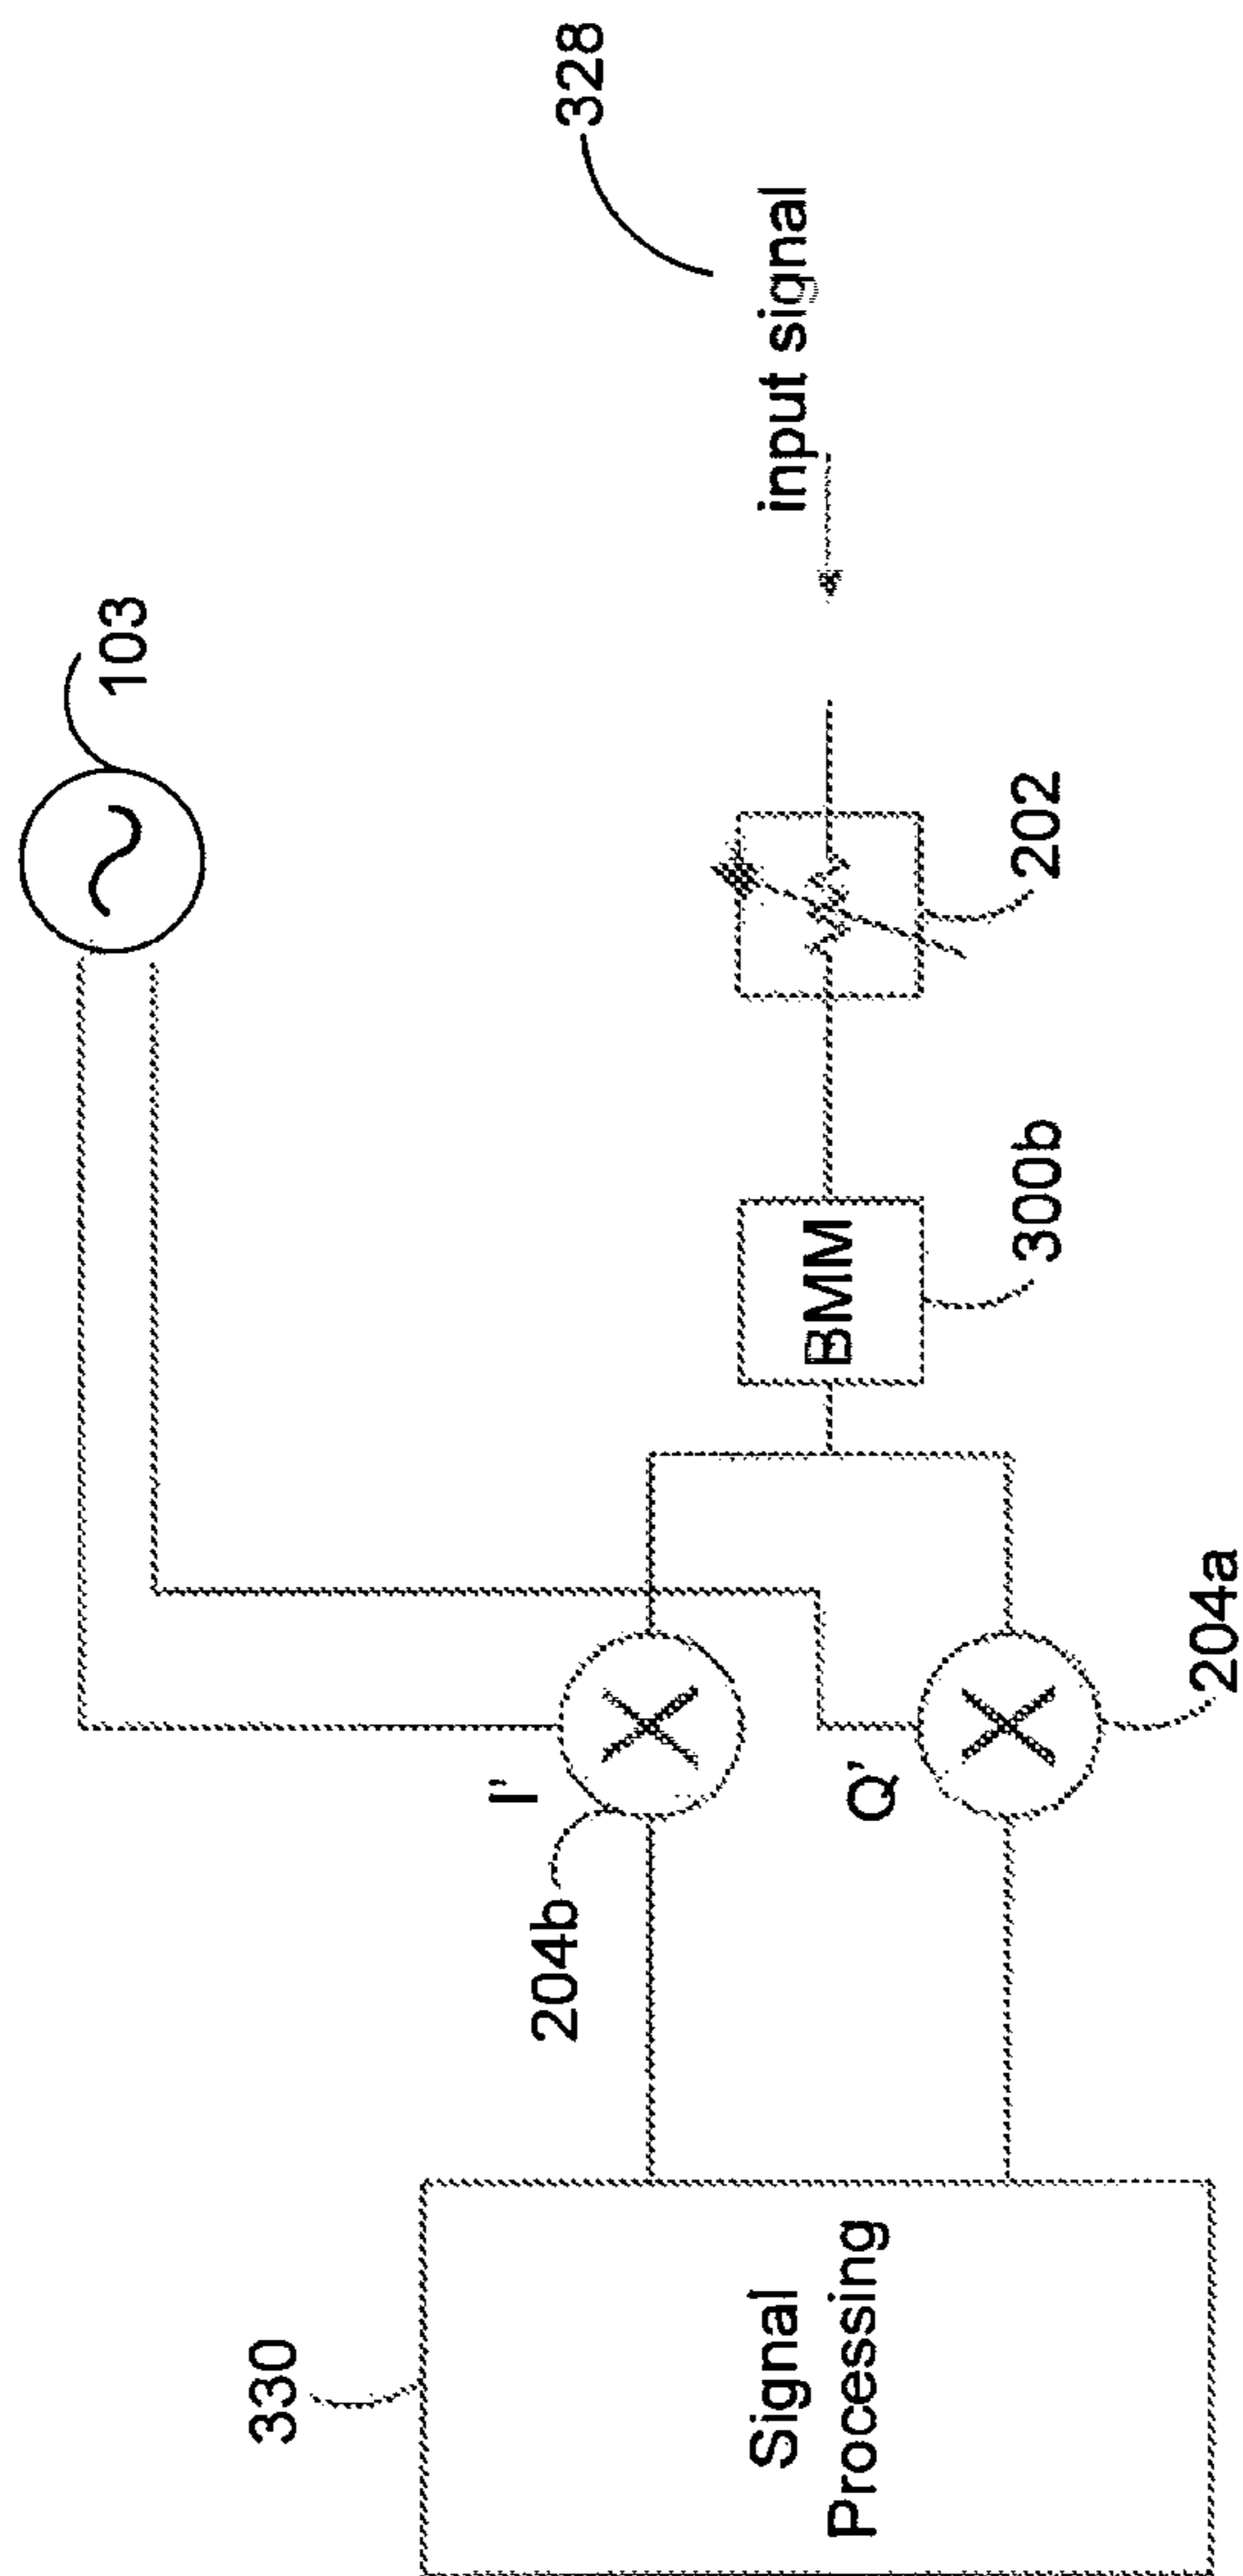 328
input signal
103
202
BMM
300b
I'
204b
Q'
204a
330
Signal
Processing